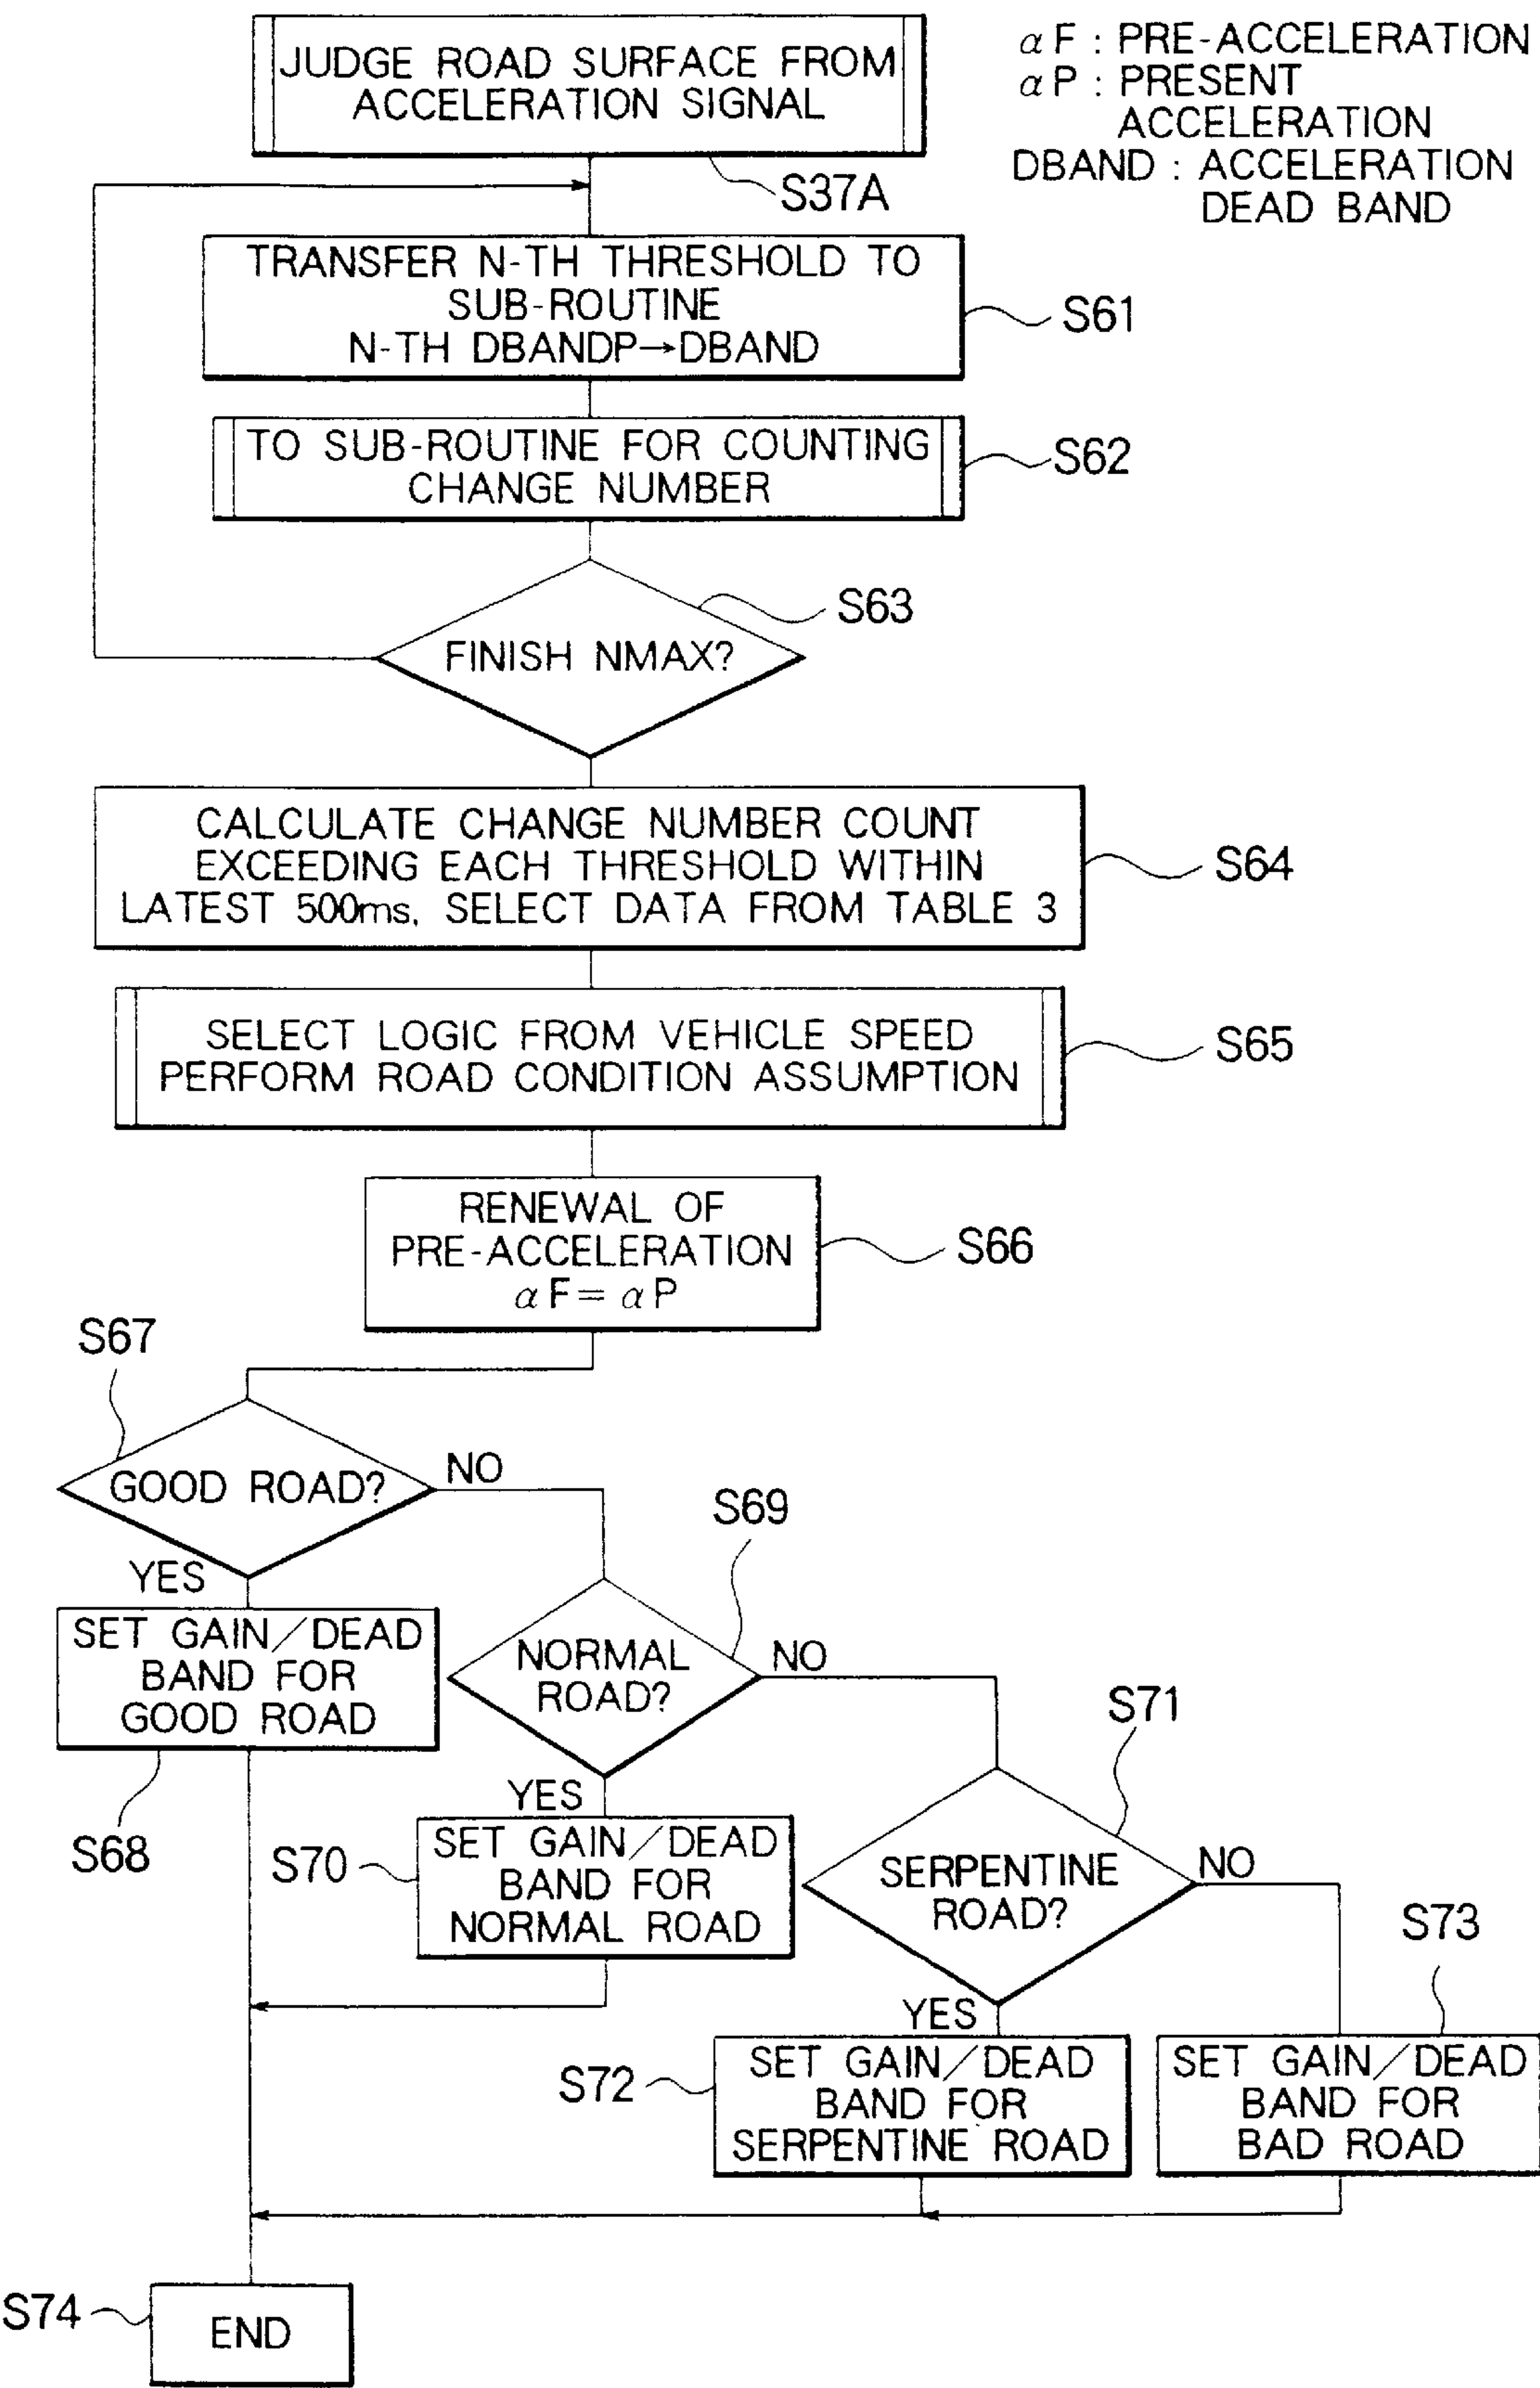 JUDGE ROAD SURFACE FROM
ACCELERATION SIGNAL
S37A
αF : PRE-ACCELERATION
αP : PRESENT
ACCELERATION
DBAND : ACCELERATION
DEAD BAND
TRANSFER N-TH THRESHOLD TO
SUB-ROUTINE
N-TH DBANDP→DBAND
S61
TO SUB-ROUTINE FOR COUNTING
CHANGE NUMBER
S62
FINISH NMAX?
S63
CALCULATE CHANGE NUMBER COUNT
EXCEEDING EACH THRESHOLD WITHIN
LATEST 500ms, SELECT DATA FROM TABLE 3
S64
SELECT LOGIC FROM VEHICLE SPEED
PERFORM ROAD CONDITION ASSUMPTION
S65
RENEWAL OF
PRE-ACCELERATION
αF = αP
S66
S67
GOOD ROAD?
NO
YES
SET GAIN/DEAD
BAND FOR
GOOD ROAD
S68
S69
NORMAL
ROAD?
NO
YES
SET GAIN/DEAD
BAND FOR
NORMAL ROAD
S70
S71
SERPENTINE
ROAD?
NO
YES
SET GAIN/DEAD
BAND FOR
SERPENTINE ROAD
S72
S73
SET GAIN/DEAD
BAND FOR
BAD ROAD
S74
END